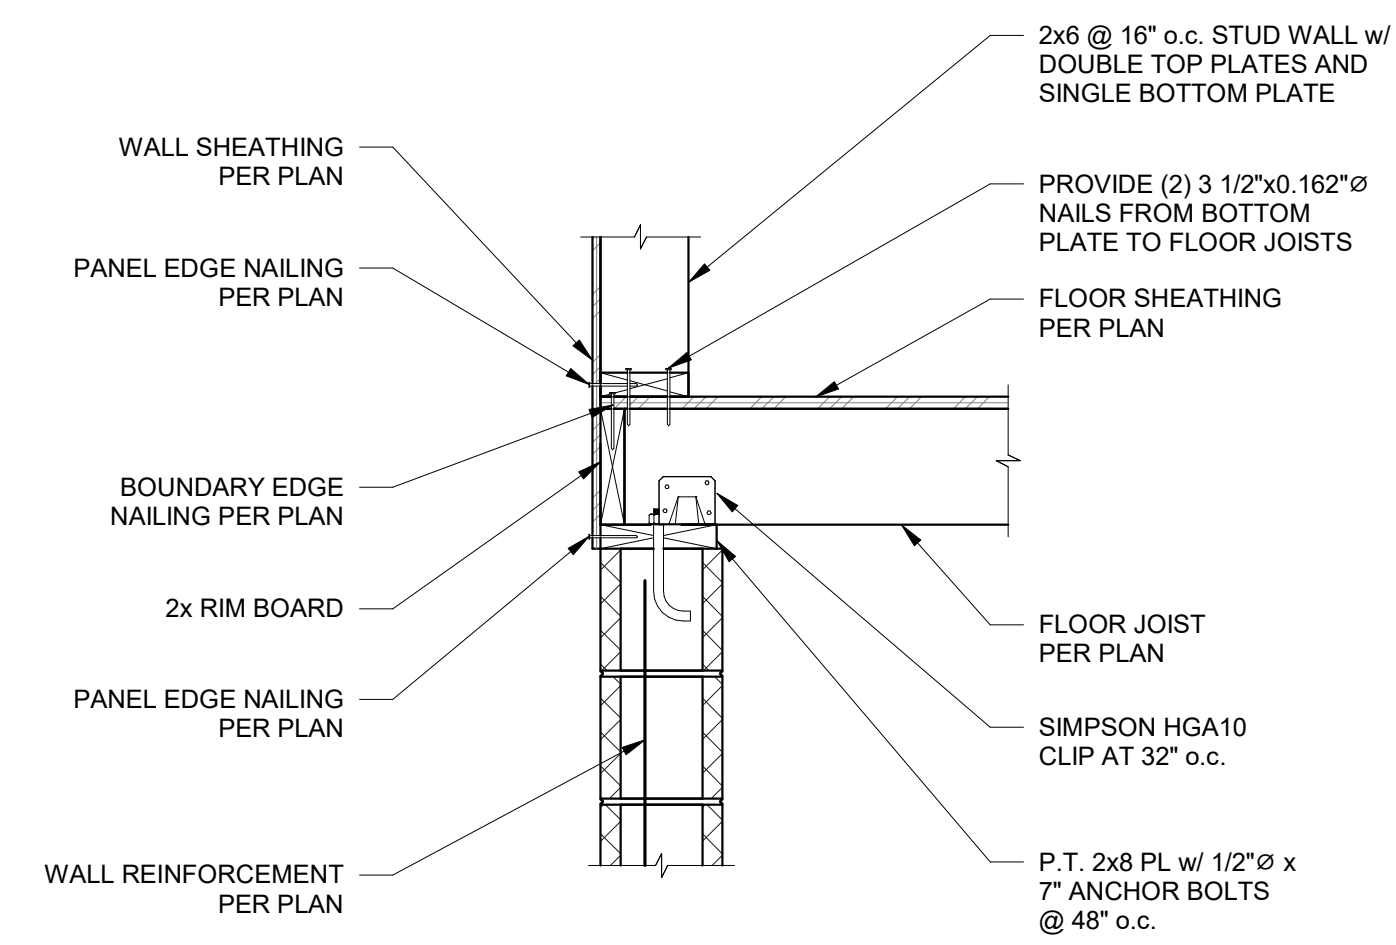 WALL SHEATHING
PER PLAN
PANEL EDGE NAILING
PER PLAN
BOUNDARY EDGE
NAILING PER PLAN
2x RIM BOARD
PANEL EDGE NAILING
PER PLAN
WALL REINFORCEMENT
PER PLAN
2x6 @ 16" o.c. STUD WALL w/
DOUBLE TOP PLATES AND
SINGLE BOTTOM PLATE
PROVIDE (2) 3 1/2"x0.162"∅
NAILS FROM BOTTOM
PLATE TO FLOOR JOISTS
FLOOR SHEATHING
PER PLAN
FLOOR JOIST
PER PLAN
SIMPSON HGA10
CLIP AT 32" o.c.
P.T. 2x8 PL w/ 1/2"∅ x
7" ANCHOR BOLTS
@ 48" o.c.